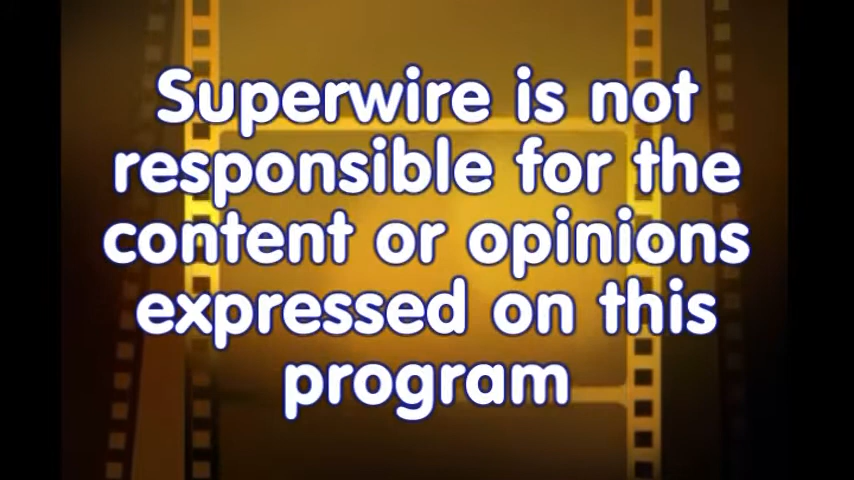 Superwire is not
responsible for the
content or opinions
expressed on this
program